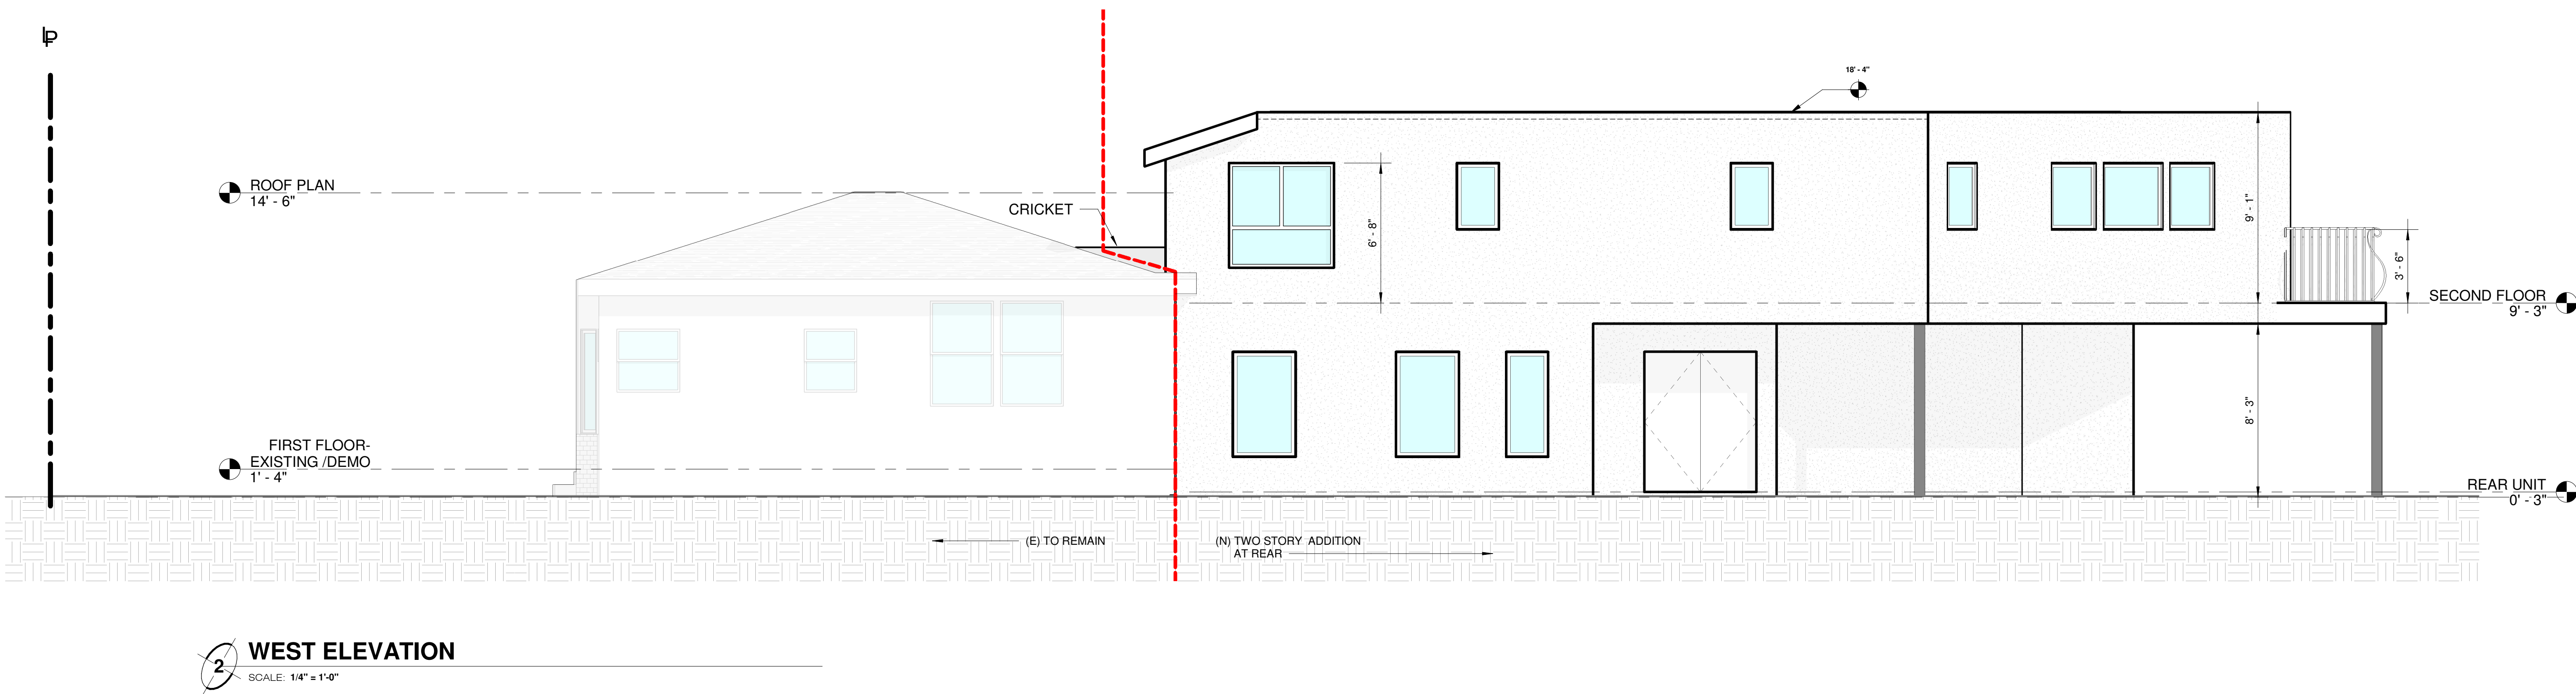 PL
18' - 4"
ROOF PLAN
14' - 6"
CRICKET
6' - 8"
9' - 1"
3' - 6"
SECOND FLOOR
9' - 3"
8' - 3"
FIRST FLOOR-
EXISTING /DEMO
1' - 4"
REAR UNIT
0' - 3"
(E) TO REMAIN
(N) TWO STORY ADDITION
AT REAR
2
WEST ELEVATION
SCALE: 1/4" = 1'-0"